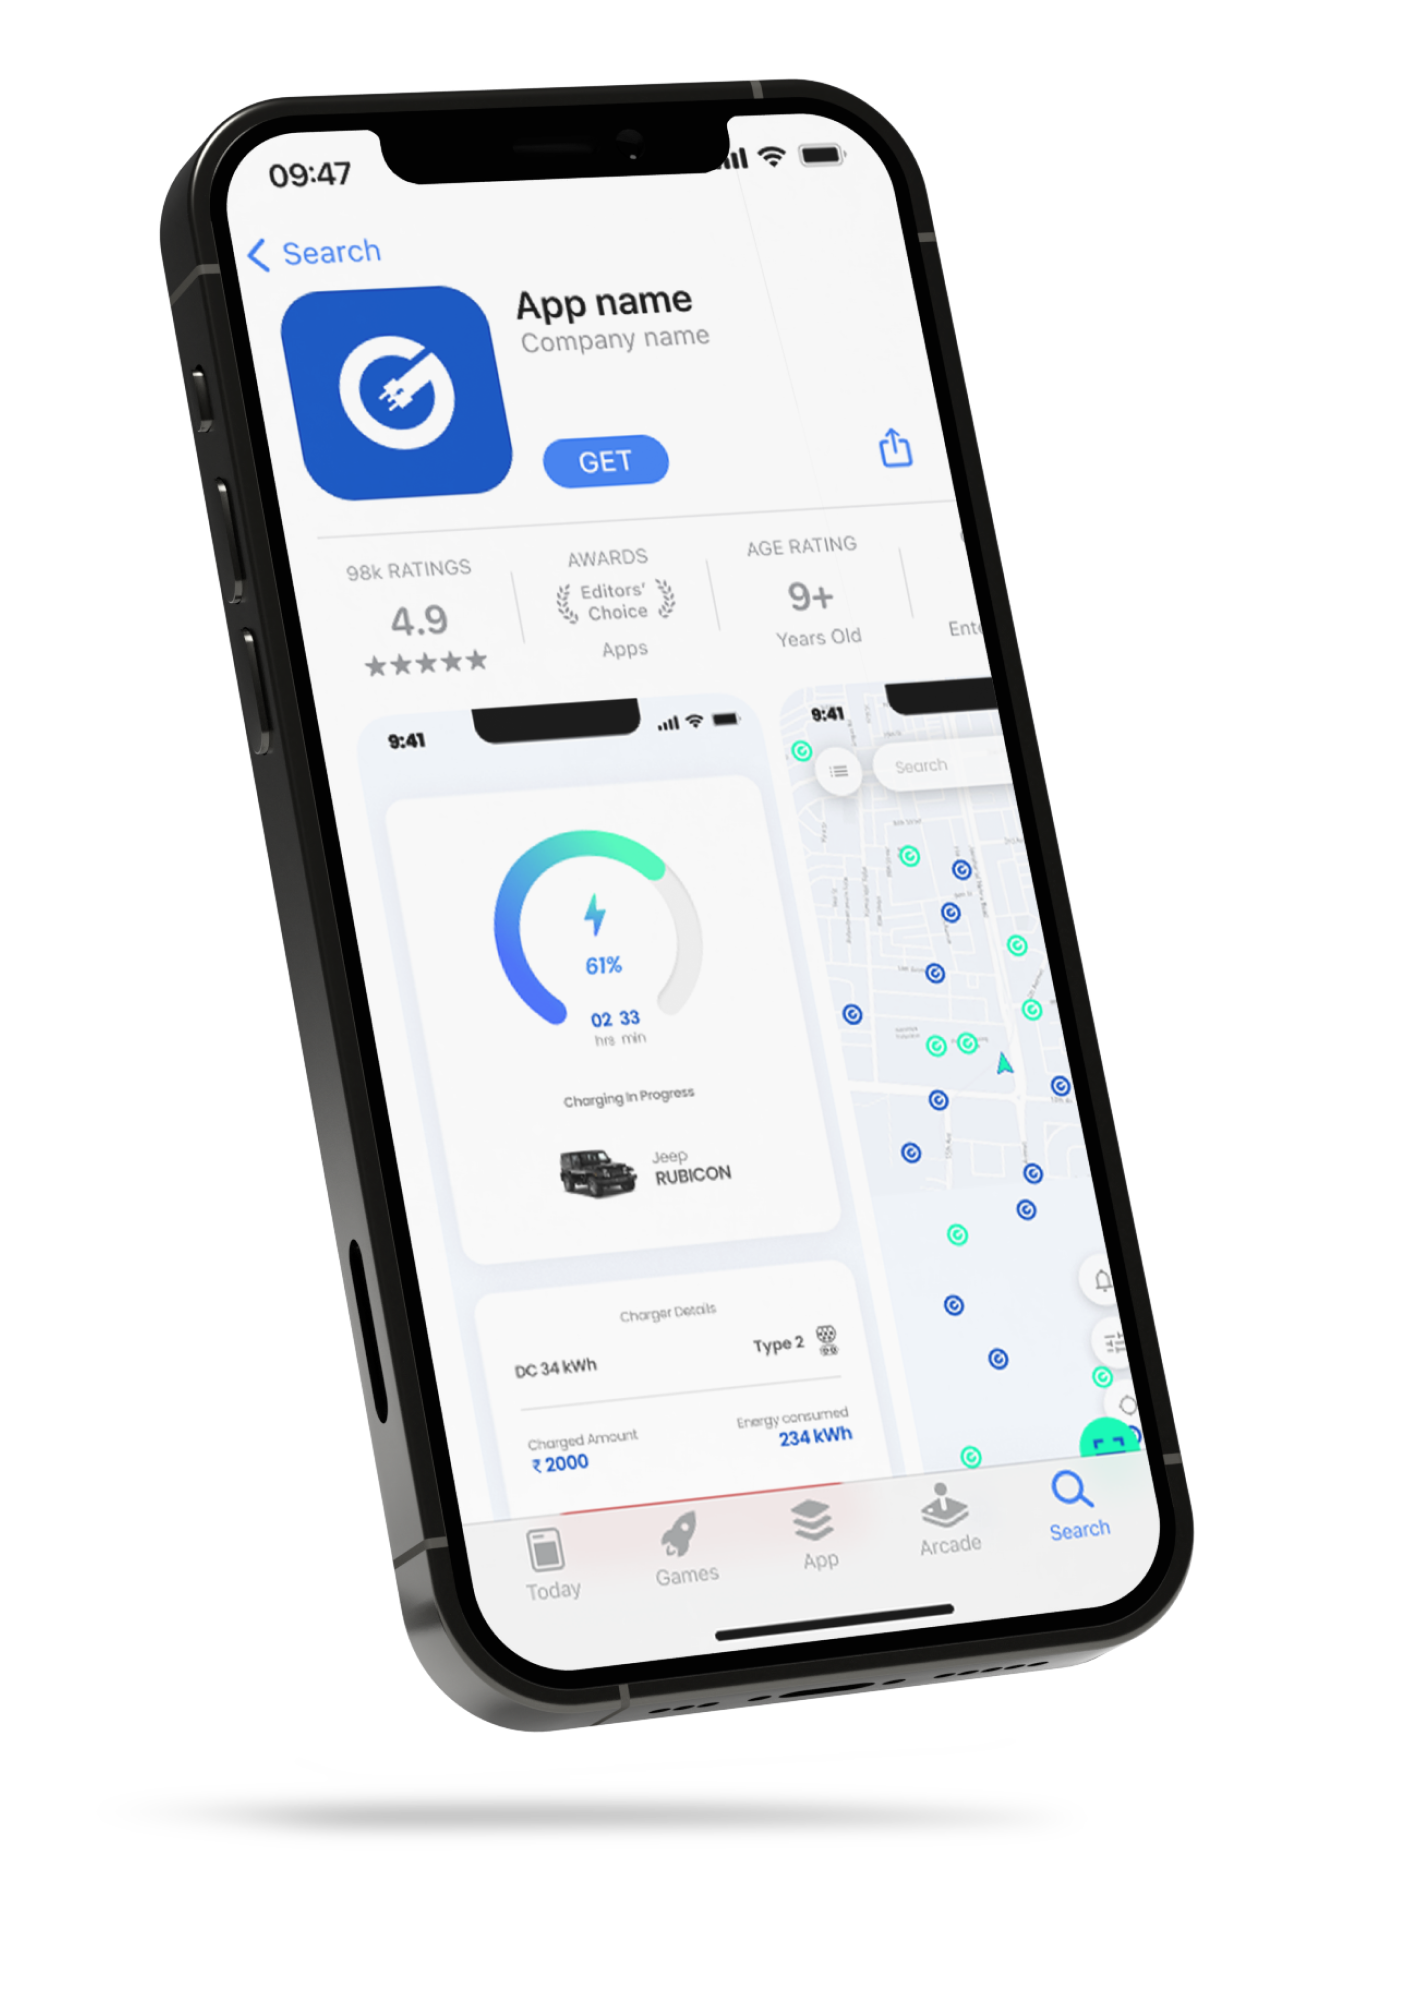 09:47
Search
App name
Company name
GET
98k RATINGS
4.9
AWARDS
Editors'
Choice
Apps
AGE RATING
9+
Years Old
9:41
61%
02 33
hrs min
Charging In Progress
Jeep
RUBICON
Charger Details
DC 34 kWh
Type 2
Charged Amount
₹ 2000
Energy consumed
234 kWh
9:41
Search
Today
Games
App
Arcade
Search